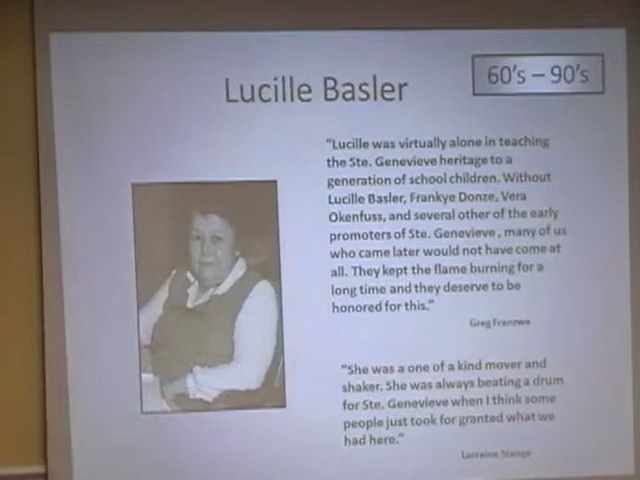 Lucille Basler
60's – 90's
"Lucille was virtually alone in teaching
the Ste. Genevieve heritage to a
generation of school children. Without
Lucille Basler, Frankye Donze, Vera
Okenfuss, and several other of the early
promoters of Ste. Genevieve , many of us
who came later would not have come at
all. They kept the flame burning for a
long time and they deserve to be
honored for this."
Greg Franzwa
"She was a one of a kind mover and
shaker. She was always beating a drum
for Ste. Genevieve when I think some
people just took for granted what we
had here."
Lorraine Stange